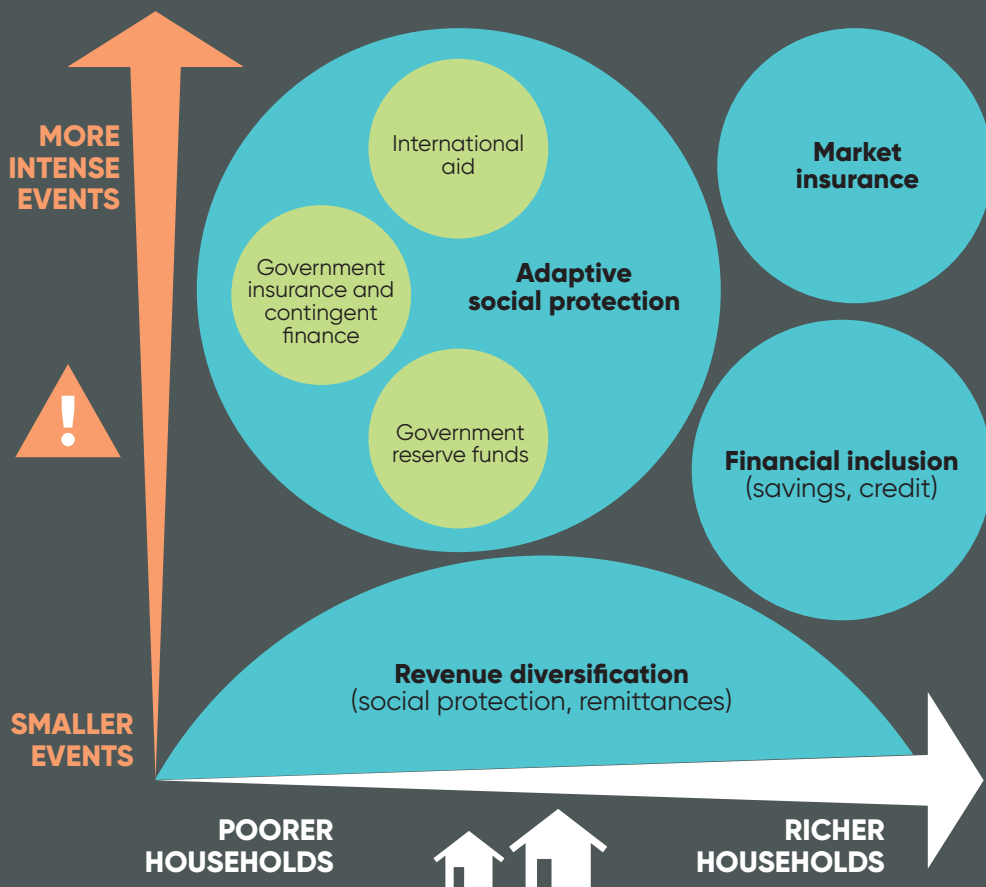 MORE
INTENSE
EVENTS
International
aid
Market
insurance
Government
insurance and
contingent
finance
Adaptive
social protection
!
Government
reserve funds
Financial inclusion
(savings, credit)
Revenue diversification
(social protection, remittances)
SMALLER
EVENTS
POORER
HOUSEHOLDS
RICHER
HOUSEHOLDS